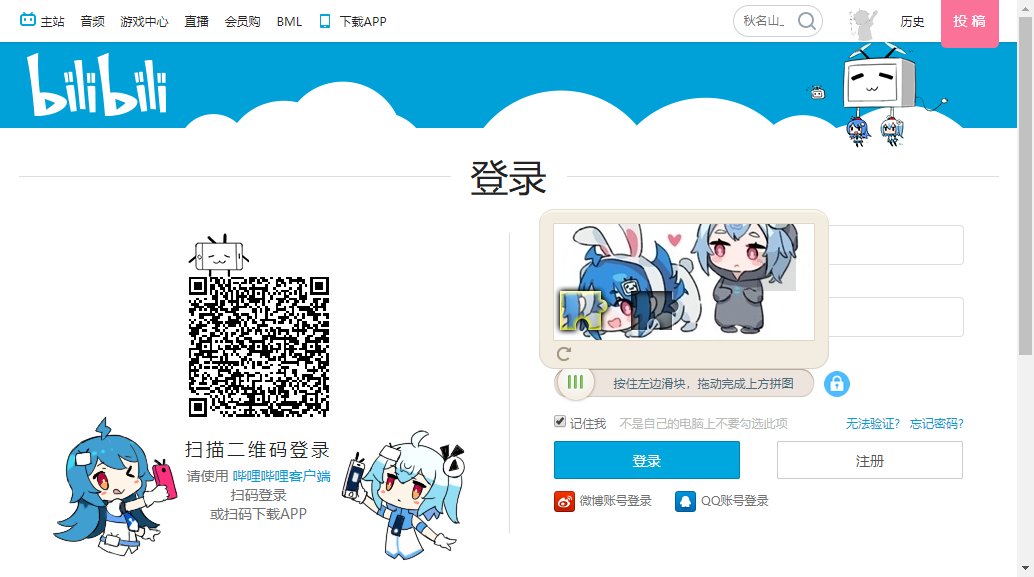 主站 音频 游戏中心 直播 会员购 BML 下载APP 秋名山_ 历史 投稿
bilibili
登录
按住左边滑块，拖动完成上方拼图
记住我 不是自己的电脑上不要勾选此项 无法验证? 忘记密码?
登录 注册
微博账号登录 QQ账号登录
扫描二维码登录
请使用 哔哩哔哩客户端
扫码登录
或扫码下载APP